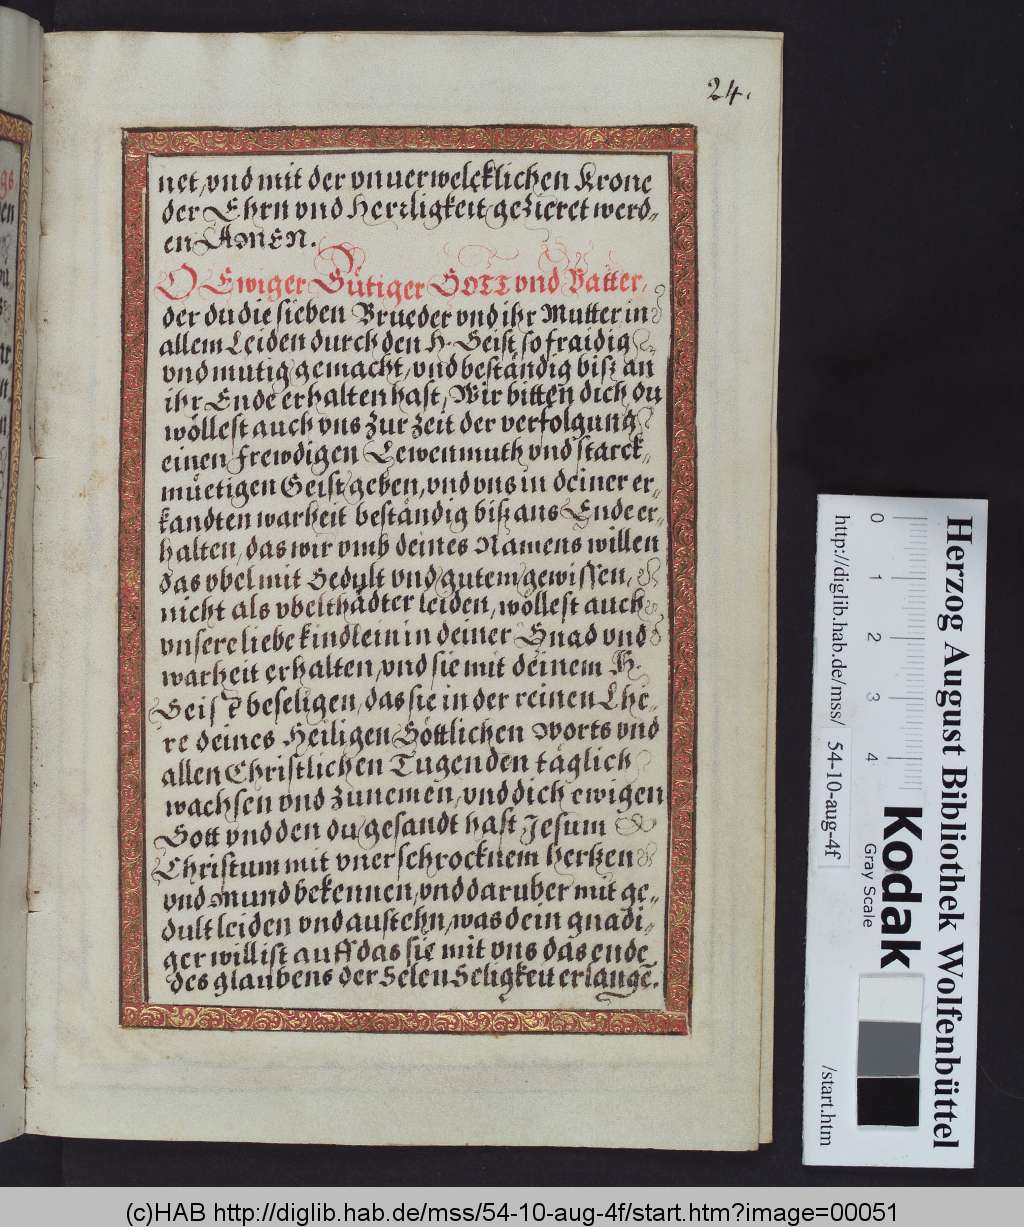 24.
net, vnd mit der vnuerwelcklichen Krone
der Ehrn vnd Herrligkeit gezieret werd-
en AMEN.
O Ewiger Gütiger GOTT vnd Vatter,
der du die sieben Brueder vnd ihr Mutter in
allem Leiden durch den H. Geist so fraidig
vnd mutig gemacht, vnd beständig bisz an
ihr Ende erhalten hast, Wir bitten dich du
wöllest auch vns zur zeit der verfolgung
einen frewdigen Lewenmuth vnd starck-
müetigen Geist geben, vnd vns in deiner er-
kandten warheit beständig bisz ans Ende er-
halten, das wir vmb deines Namens willen
das vbel mit Gedult vnd gutem gewissen,
nicht als vbelthädter leiden, wöllest auch
vnsere liebe kindlein in deiner Gnad vnd
warheit erhalten, vnd sie mit deinem H.
Geist beseligen, das sie in der reinen Lhe-
re deines Heiligen Göttlichen worts vnd
allen Christlichen Tugenden täglich
wachsen vnd zunemen, vnd dich ewigen
Gott vnd den du gesandt hast Jesum
Christum mit vnerschrocknem hertzen
vnd mund bekennen, vnd daruber mit ge-
dult leiden vnd austehn, was dein gnadi-
ger will ist auff das sie mit vns das ende
des glaubens der Selen Seligkeit erlange.
gs
en
Herzog August Bibliothek Wolfenbüttel
http://diglib.hab.de/mss/ 54-10-aug-4f /start.htm
0 1 2 3 4
Kodak
Gray Scale
(c)HAB http://diglib.hab.de/mss/54-10-aug-4f/start.htm?image=00051